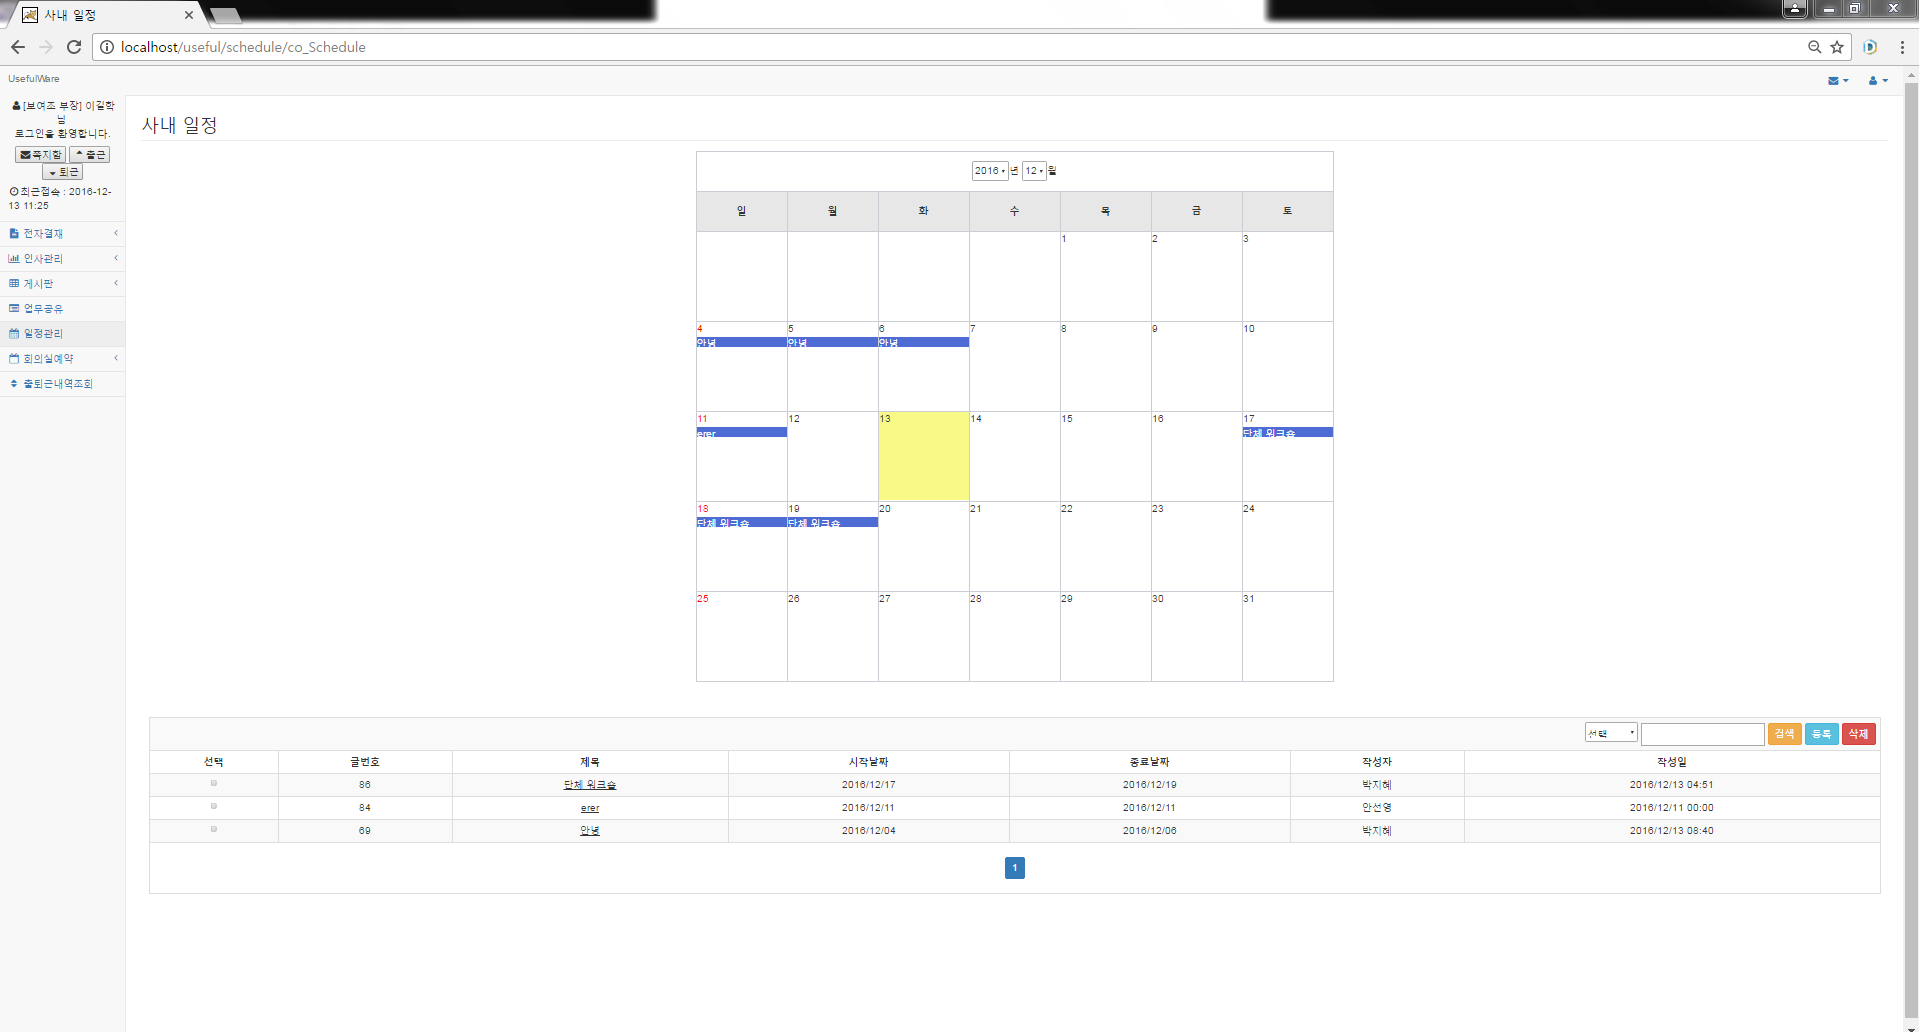 사내 일정
localhost/useful/schedule/co_Schedule
UsefulWare
[보여조 부장] 이길학
님
로그인을 환영합니다.
쪽지함 출근
퇴근
최근접속 : 2016-12-
13 11:25
전자결재
인사관리
게시판
업무공유
일정관리
회의실예약
출퇴근내역조회
사내 일정
2016 년 12 월
일 월 화 수 목 금 토
1 2 3
4 5 6 7 8 9 10
안녕 안녕 안녕
11 12 13 14 15 16 17
erer 단체 워크숍
18 19 20 21 22 23 24
단체 워크숍 단체 워크숍
25 26 27 28 29 30 31
선택 검색 등록 삭제
선택 글번호 제목 시작날짜 종료날짜 작성자 작성일
86 단체 워크숍 2016/12/17 2016/12/19 박지혜 2016/12/13 04:51
84 erer 2016/12/11 2016/12/11 안선영 2016/12/11 00:00
69 안녕 2016/12/04 2016/12/06 박지혜 2016/12/13 08:40
1